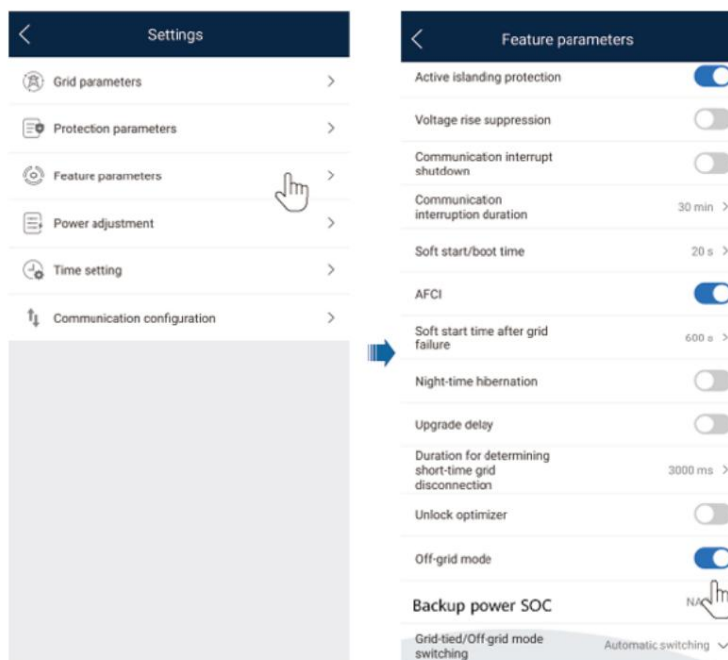 Settings
Grid parameters
Protection parameters
Feature parameters
Power adjustment
Time setting
Communication configuration
Feature parameters
Active islanding protection
Voltage rise suppression
Communication interrupt
shutdown
Communication
interruption duration
30 min
Soft start/boot time
20 s
AFCI
Soft start time after grid
failure
600 s
Night-time hibernation
Upgrade delay
Duration for determining
short-time grid
disconnection
3000 ms
Unlock optimizer
Off-grid mode
Backup power SOC
NA
Grid-tied/Off-grid mode
switching
Automatic switching